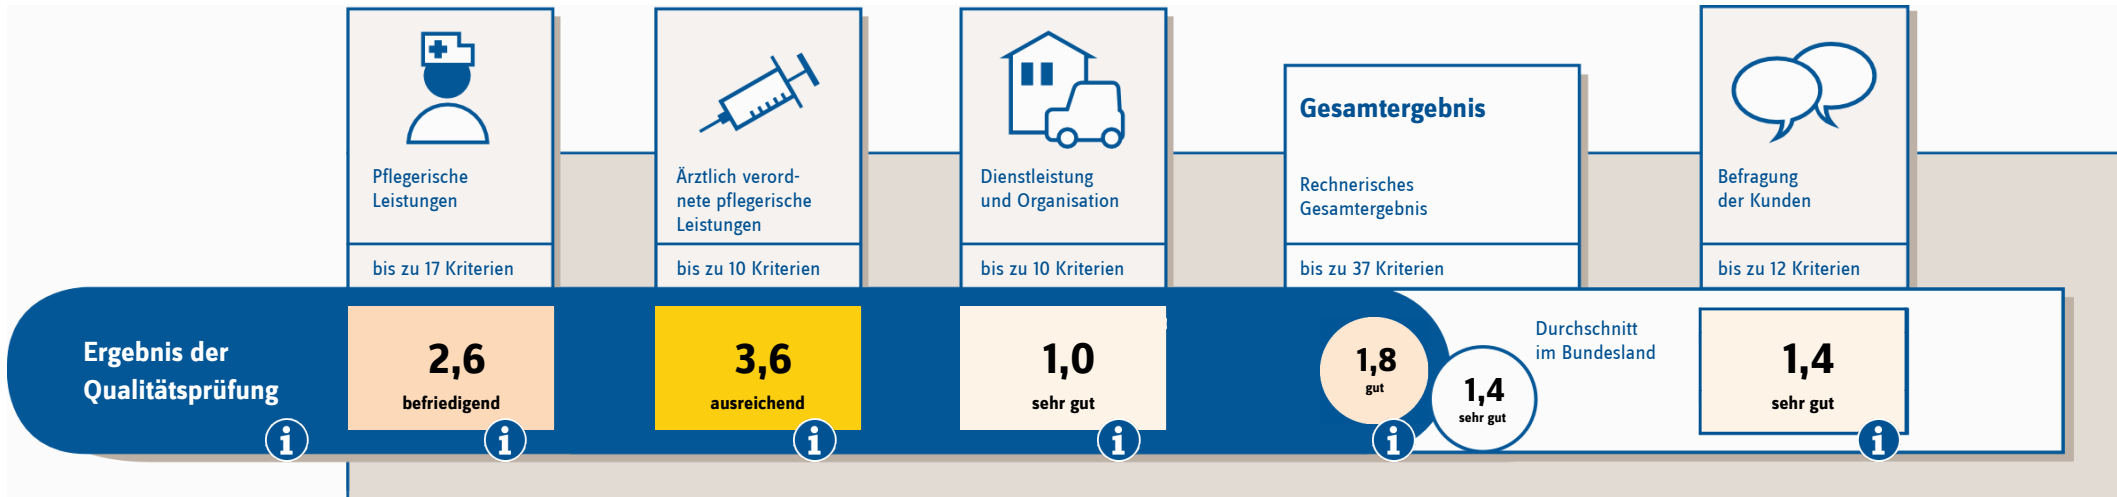 Pflegerische
Leistungen
bis zu 17 Kriterien
Ärztlich verord-
nete pflegerische
Leistungen
bis zu 10 Kriterien
Dienstleistung
und Organisation
bis zu 10 Kriterien
Gesamtergebnis
Rechnerisches
Gesamtergebnis
bis zu 37 Kriterien
Befragung
der Kunden
bis zu 12 Kriterien
Ergebnis der
Qualitätsprüfung
i
2,6
befriedigend
i
3,6
ausreichend
i
1,0
sehr gut
i
1,8
gut
i
1,4
sehr gut
Durchschnitt
im Bundesland
1,4
sehr gut
i